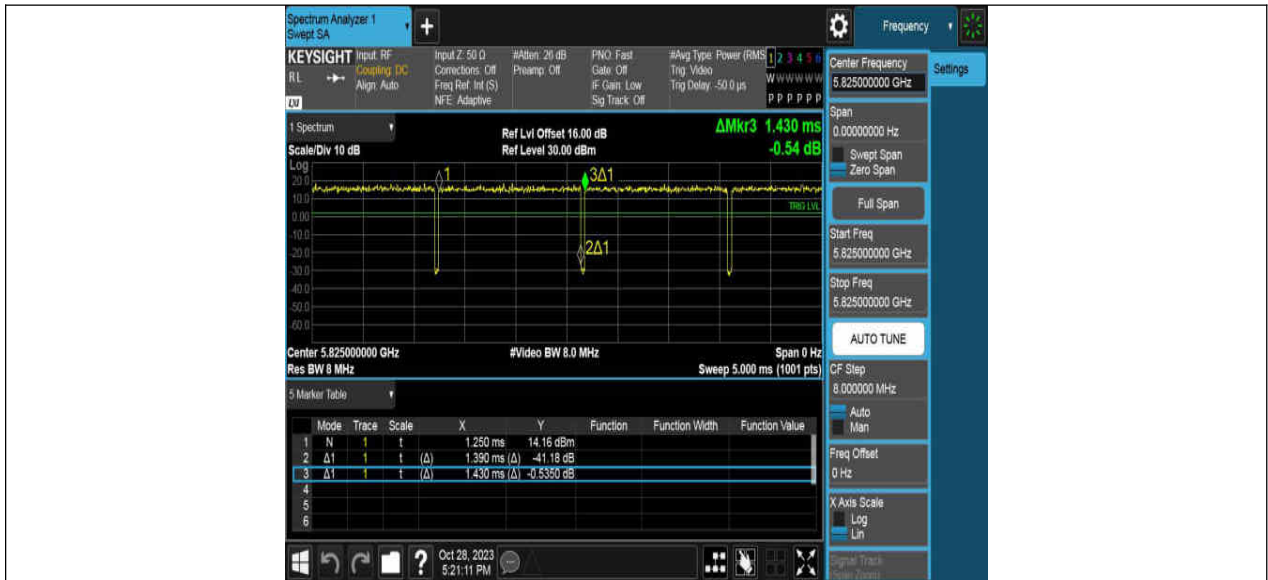 Spectrum Analyzer 1
Swept SA
+
Frequency
KEYSIGHT
RL
Input: RF
Coupling: DC
Align: Auto
Input Z: 50 Ω
Corrections: Off
Freq Ref: Int (S)
NFE: Adaptive
#Atten: 26 dB
Preamp: Off
PNO: Fast
Gate: Off
IF Gain: Low
Sig Track: Off
#Avg Type: Power (RMS
Trig: Video
Trig Delay: -50.0 µs
1 2 3 4 5 6
W W W W W W
P P P P P P
Center Frequency
5.825000000 GHz
Settings
Span
0.00000000 Hz
Swept Span
Zero Span
Full Span
Start Freq
5.825000000 GHz
Stop Freq
5.825000000 GHz
AUTO TUNE
CF Step
8.000000 MHz
Auto
Man
Freq Offset
0 Hz
X Axis Scale
Log
Lin
Signal Track
(Span Zoom)
1 Spectrum
Scale/Div 10 dB
Ref Lvl Offset 16.00 dB
Ref Level 30.00 dBm
ΔMkr3 1.430 ms
-0.54 dB
Log
20.0
10.0
0.00
-10.0
-20.0
-30.0
-40.0
-50.0
-60.0
1
3Δ1
2Δ1
TRIG LVL
Center 5.825000000 GHz
#Video BW 8.0 MHz
Span 0 Hz
Res BW 8 MHz
Sweep 5.000 ms (1001 pts)
5 Marker Table
Mode Trace Scale X Y Function Function Width Function Value
1 N 1 t 1.250 ms 14.16 dBm
2 Δ1 1 t (Δ) 1.390 ms (Δ) -41.18 dB
3 Δ1 1 t (Δ) 1.430 ms (Δ) -0.5350 dB
4
5
6
?
Oct 28, 2023
5:21:11 PM